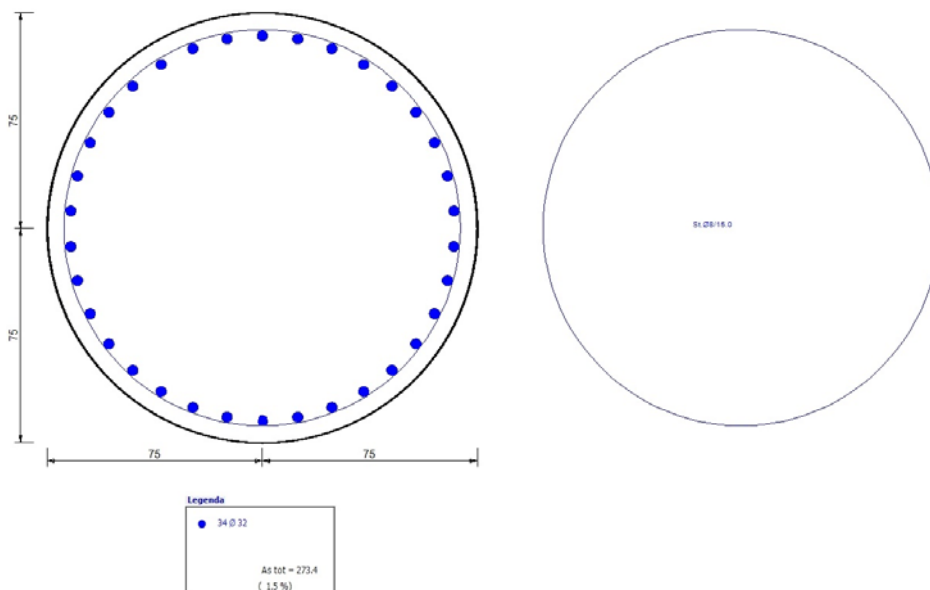 75
75
St.Ø8/16.0
75
75
Legenda
34 Ø 32
As tot = 273.4
( 1.5 %)